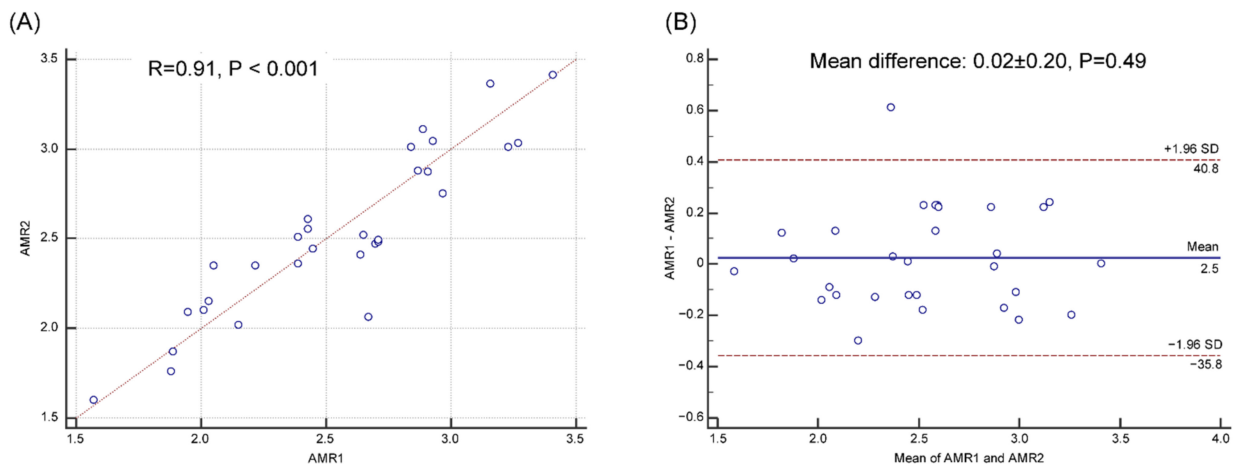 (A)
R=0.91, P < 0.001
AMR2
3.5
3.0
2.5
2.0
1.5
1.5 2.0 2.5 3.0 3.5
AMR1
(B)
Mean difference: 0.02±0.20, P=0.49
AMR1 - AMR2
0.8
0.6
0.4
0.2
0
−0.2
−0.4
−0.6
+1.96 SD
40.8
Mean
2.5
−1.96 SD
−35.8
1.5 2.0 2.5 3.0 3.5 4.0
Mean of AMR1 and AMR2